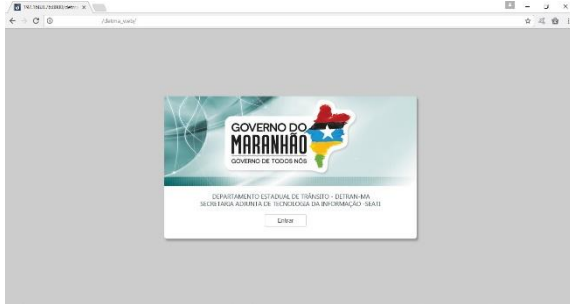 /detma_vieis/
GOVERNO DO
MARANHÃO
GOVERNO DE TODOS NÓS
DEPARTAMENTO ESTADUAL DE TRÂNSITO - DETRAN-MA
SECRETARIA ADJUNTA DE TECNOLOGIA DA INFORMAÇÃO -SEATI
Entrar